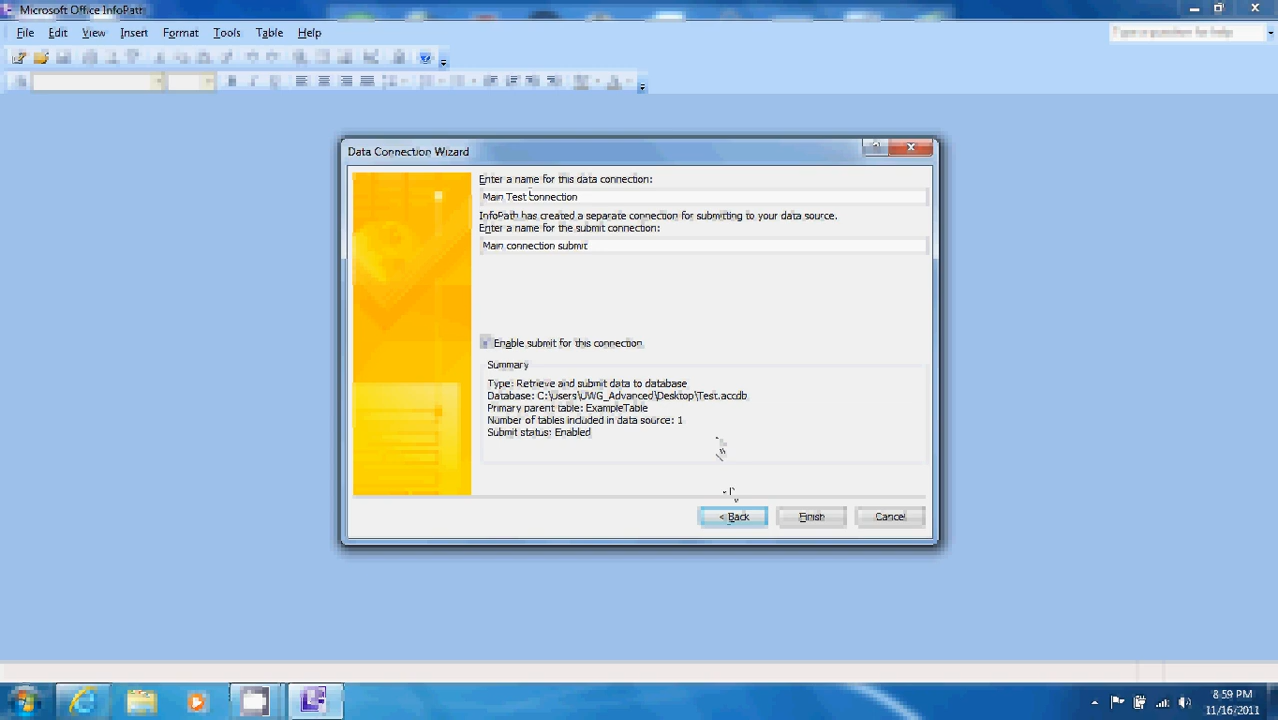 Microsoft Office InfoPath
File Edit View Insert Format Tools Table Help
Type a question for help
Data Connection Wizard
Enter a name for this data connection:
Main Test connection
InfoPath has created a separate connection for submitting to your data source.
Enter a name for the submit connection:
Main connection submit
Enable submit for this connection
Summary
Type: Retrieve and submit data to database
Database: C:\Users\UWG_Advanced\Desktop\Test.accdb
Primary parent table: ExampleTable
Number of tables included in data source: 1
Submit status: Enabled
< Back Finish Cancel
8:59 PM
11/16/2011